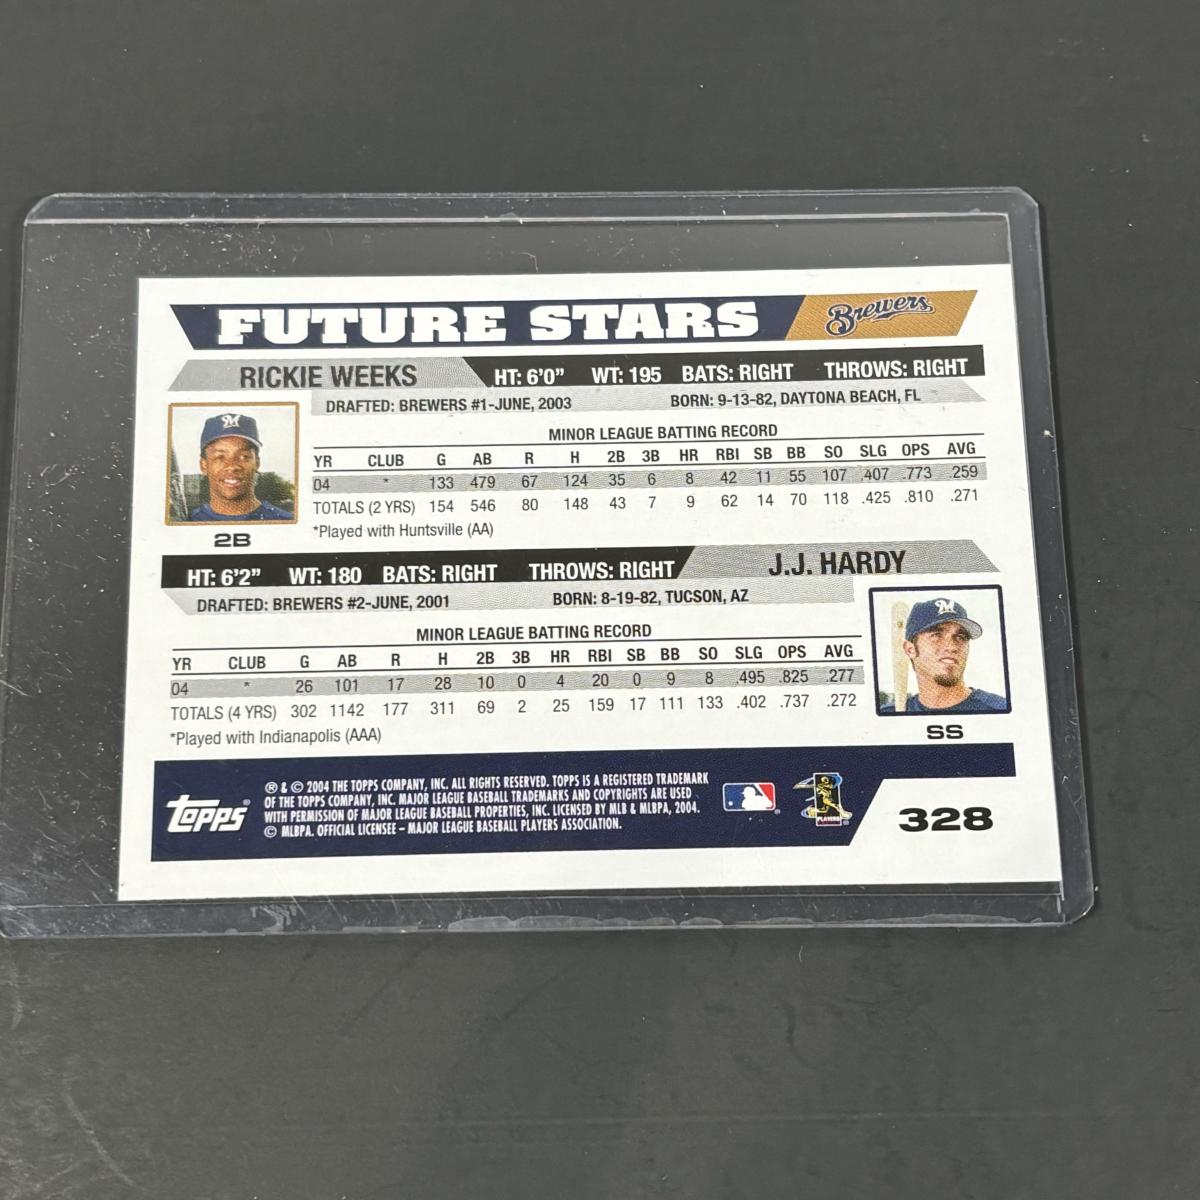 FUTURE STARS Brewers
RICKIE WEEKS HT: 6'0" WT: 195 BATS: RIGHT THROWS: RIGHT
DRAFTED: BREWERS #1-JUNE, 2003 BORN: 9-13-82, DAYTONA BEACH, FL
MINOR LEAGUE BATTING RECORD
YR CLUB G AB R H 2B 3B HR RBI SB BB SO SLG OPS AVG
04 * 133 479 67 124 35 6 8 42 11 55 107 .407 .773 .259
TOTALS (2 YRS) 154 546 80 148 43 7 9 62 14 70 118 .425 .810 .271
*Played with Huntsville (AA)
2B
HT: 6'2" WT: 180 BATS: RIGHT THROWS: RIGHT J.J. HARDY
DRAFTED: BREWERS #2-JUNE, 2001 BORN: 8-19-82, TUCSON, AZ
MINOR LEAGUE BATTING RECORD
YR CLUB G AB R H 2B 3B HR RBI SB BB SO SLG OPS AVG
04 * 26 101 17 28 10 0 4 20 0 9 8 .495 .825 .277
TOTALS (4 YRS) 302 1142 177 311 69 2 25 159 17 111 133 .402 .737 .272
*Played with Indianapolis (AAA)
SS
topps
® & © 2004 THE TOPPS COMPANY, INC. ALL RIGHTS RESERVED. TOPPS IS A REGISTERED TRADEMARK
OF THE TOPPS COMPANY, INC. MAJOR LEAGUE BASEBALL TRADEMARKS AND COPYRIGHTS ARE USED
WITH PERMISSION OF MAJOR LEAGUE BASEBALL PROPERTIES, INC. LICENSED BY MLB & MLBPA, 2004.
© MLBPA. OFFICIAL LICENSEE – MAJOR LEAGUE BASEBALL PLAYERS ASSOCIATION.
PLAYERS
328